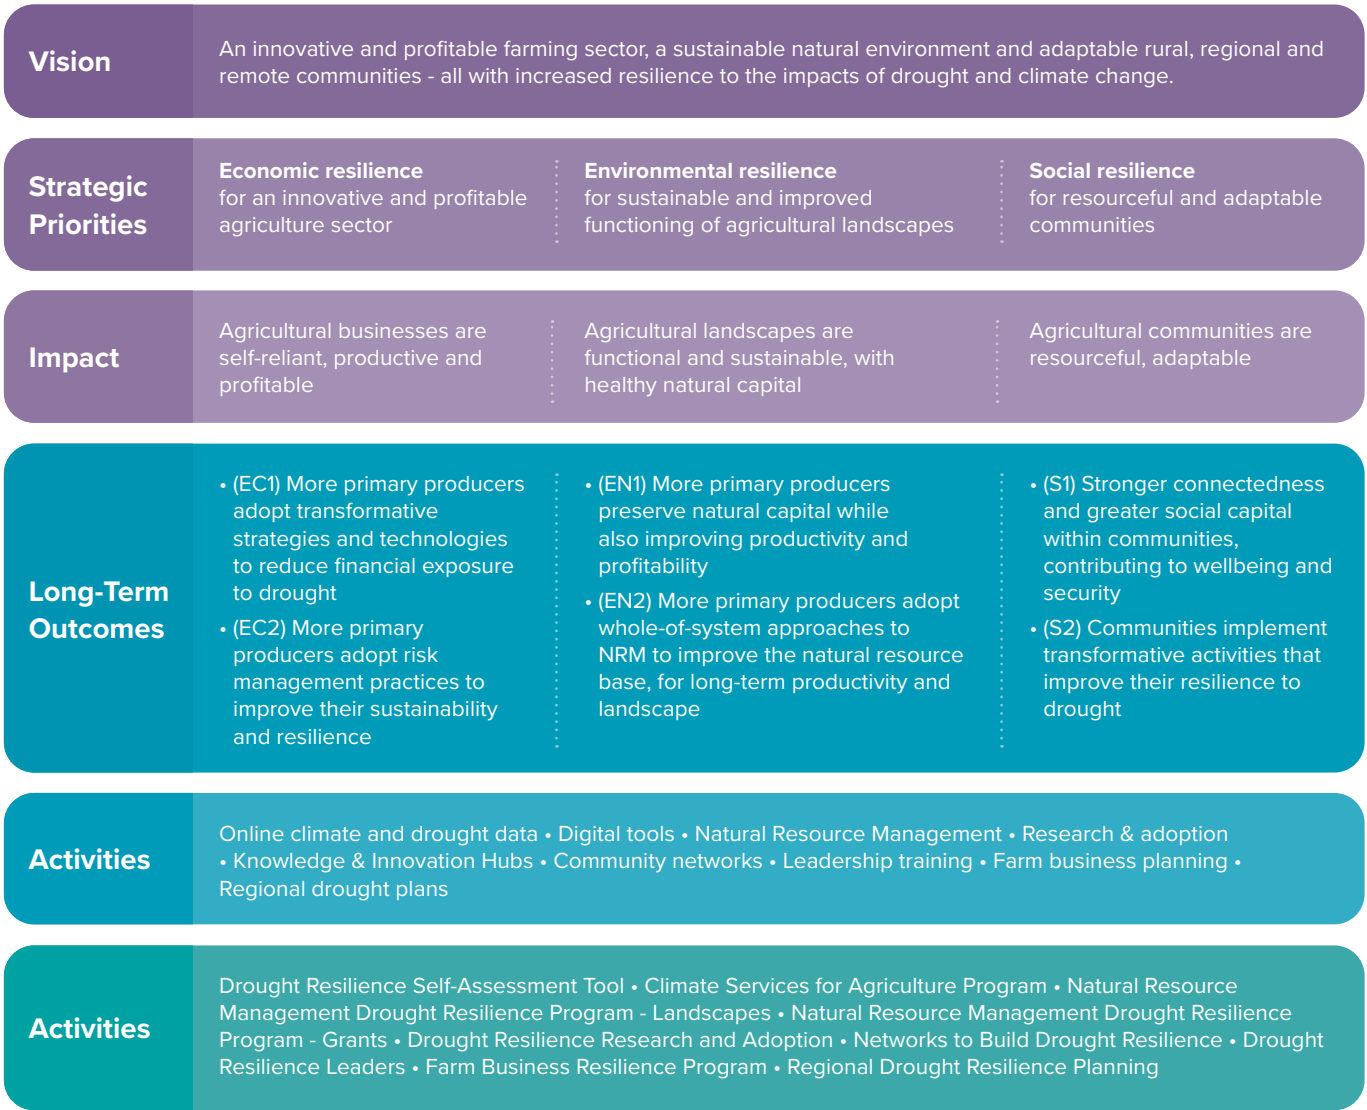 Vision
An innovative and profitable farming sector, a sustainable natural environment and adaptable rural, regional and
remote communities - all with increased resilience to the impacts of drought and climate change.
Strategic
Priorities
Economic resilience
for an innovative and profitable
agriculture sector
Environmental resilience
for sustainable and improved
functioning of agricultural landscapes
Social resilience
for resourceful and adaptable
communities
Impact
Agricultural businesses are
self-reliant, productive and
profitable
Agricultural landscapes are
functional and sustainable, with
healthy natural capital
Agricultural communities are
resourceful, adaptable
Long-Term
Outcomes
• (EC1) More primary producers
adopt transformative
strategies and technologies
to reduce financial exposure
to drought
• (EC2) More primary
producers adopt risk
management practices to
improve their sustainability
and resilience
• (EN1) More primary producers
preserve natural capital while
also improving productivity and
profitability
• (EN2) More primary producers adopt
whole-of-system approaches to
NRM to improve the natural resource
base, for long-term productivity and
landscape
• (S1) Stronger connectedness
and greater social capital
within communities,
contributing to wellbeing and
security
• (S2) Communities implement
transformative activities that
improve their resilience to
drought
Activities
Online climate and drought data • Digital tools • Natural Resource Management • Research & adoption
• Knowledge & Innovation Hubs • Community networks • Leadership training • Farm business planning •
Regional drought plans
Activities
Drought Resilience Self-Assessment Tool • Climate Services for Agriculture Program • Natural Resource
Management Drought Resilience Program - Landscapes • Natural Resource Management Drought Resilience
Program - Grants • Drought Resilience Research and Adoption • Networks to Build Drought Resilience • Drought
Resilience Leaders • Farm Business Resilience Program • Regional Drought Resilience Planning